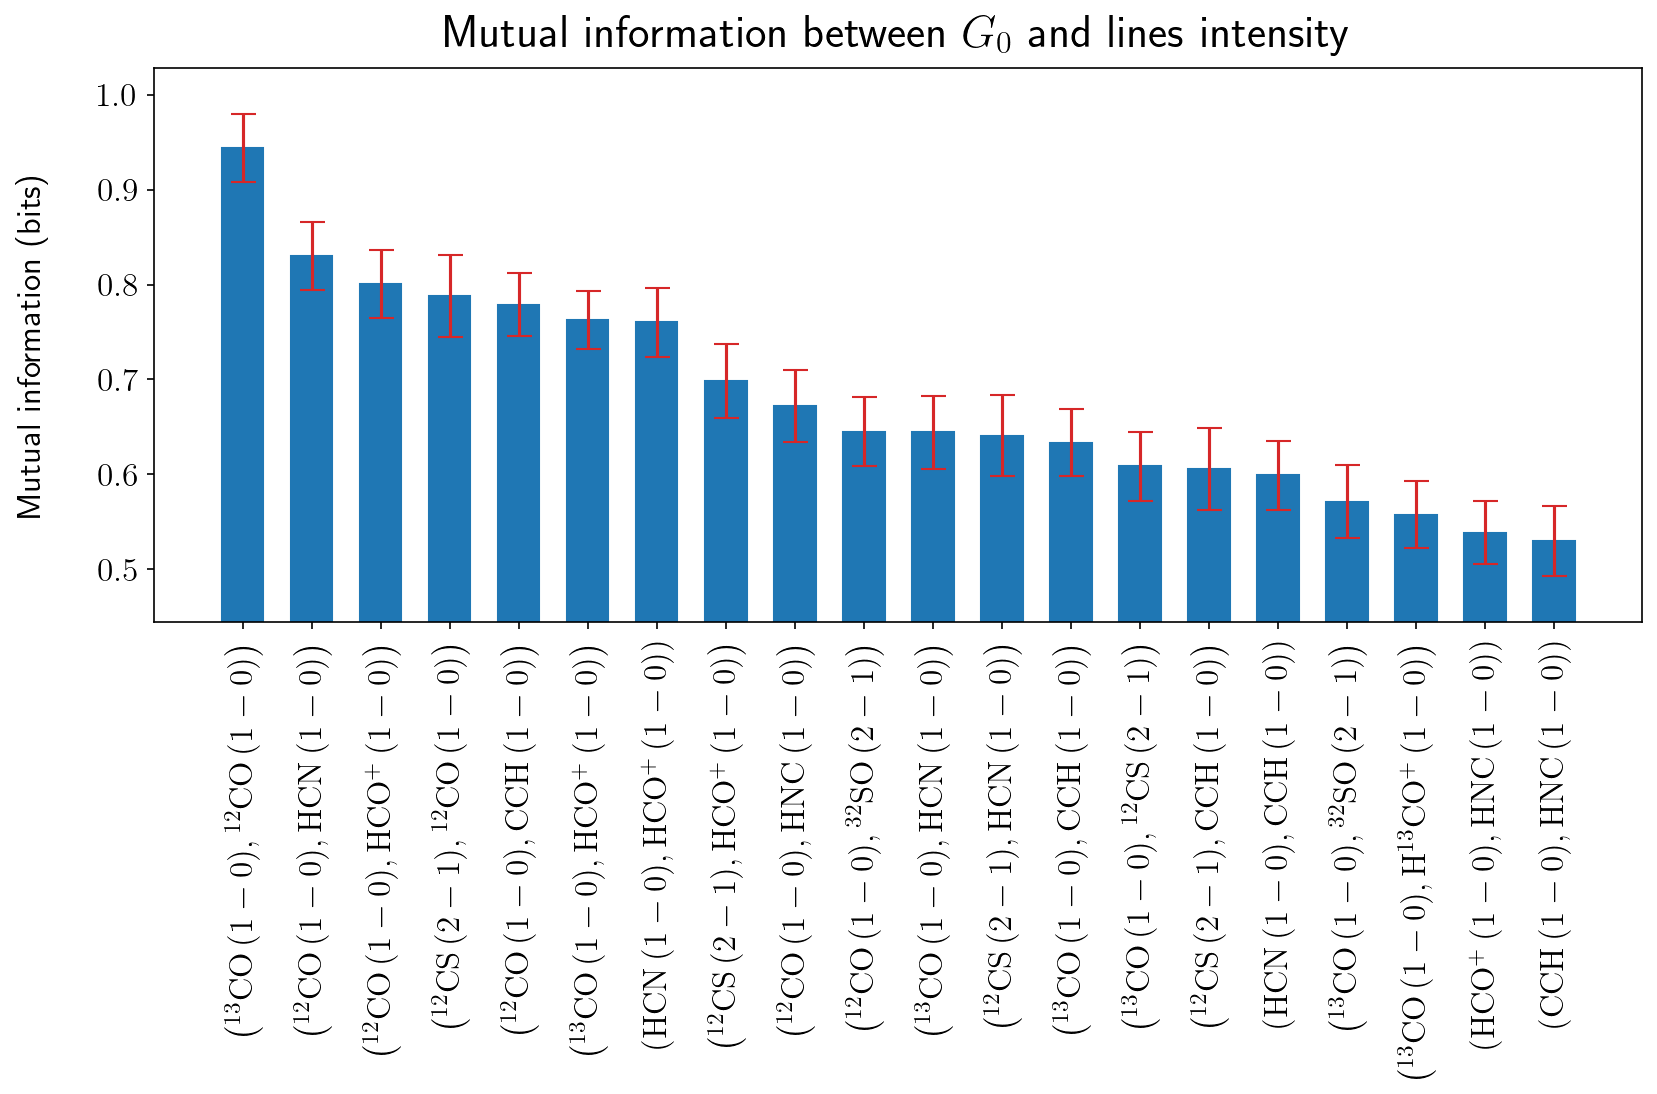 Mutual information between G₀ and lines intensity
Mutual information (bits)
1.0
0.9
0.8
0.7
0.6
0.5
(¹³CO (1 − 0), ¹²CO (1 − 0))
(¹²CO (1 − 0), HCN (1 − 0))
(¹²CO (1 − 0), HCO⁺ (1 − 0))
(¹²CS (2 − 1), ¹²CO (1 − 0))
(¹²CO (1 − 0), CCH (1 − 0))
(¹³CO (1 − 0), HCO⁺ (1 − 0))
(HCN (1 − 0), HCO⁺ (1 − 0))
(¹²CS (2 − 1), HCO⁺ (1 − 0))
(¹²CO (1 − 0), HNC (1 − 0))
(¹²CO (1 − 0), ³²SO (2 − 1))
(¹³CO (1 − 0), HCN (1 − 0))
(¹²CS (2 − 1), HCN (1 − 0))
(¹³CO (1 − 0), CCH (1 − 0))
(¹³CO (1 − 0), ¹²CS (2 − 1))
(¹²CS (2 − 1), CCH (1 − 0))
(HCN (1 − 0), CCH (1 − 0))
(¹³CO (1 − 0), ³²SO (2 − 1))
(¹³CO (1 − 0), H¹³CO⁺ (1 − 0))
(HCO⁺ (1 − 0), HNC (1 − 0))
(CCH (1 − 0), HNC (1 − 0))